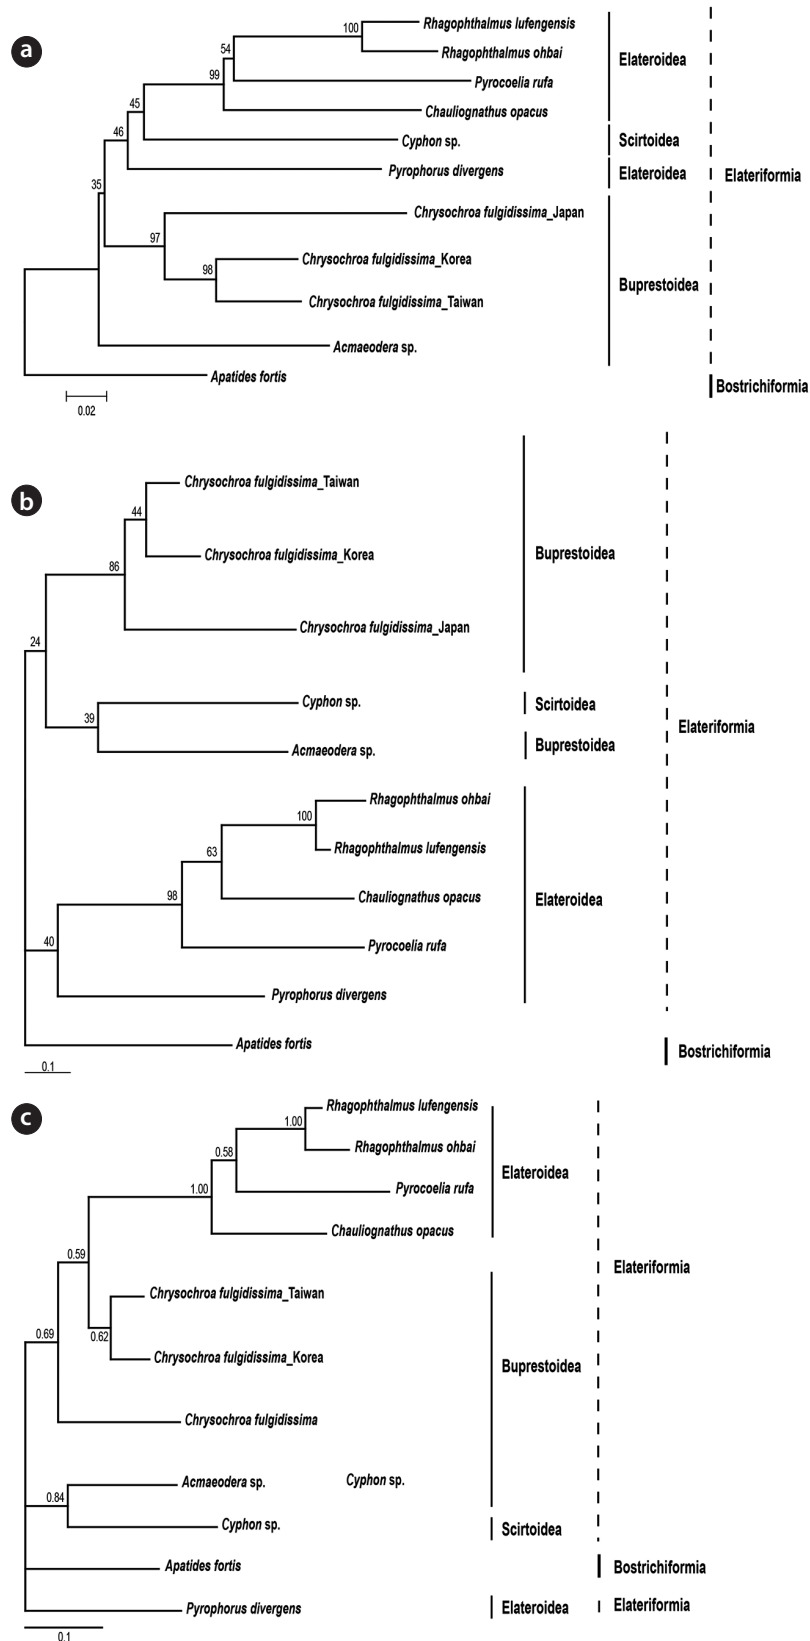 a
100
Rhagophthalmus lufengensis
54
Rhagophthalmus ohbai
Elateroidea
99
Pyrocoelia rufa
45
Chauliognathus opacus
46
Cyphon sp.
Scirtoidea
Pyrophorus divergens
Elateroidea
Elateriformia
35
Chrysochroa fulgidissima_Japan
97
Chrysochroa fulgidissima_Korea
98
Buprestoidea
Chrysochroa fulgidissima_Taiwan
Acmaeodera sp.
Apatides fortis
Bostrichiformia
0.02
b
Chrysochroa fulgidissima_Taiwan
44
Chrysochroa fulgidissima_Korea
Buprestoidea
86
Chrysochroa fulgidissima_Japan
24
Cyphon sp.
Scirtoidea
39
Elateriformia
Acmaeodera sp.
Buprestoidea
Rhagophthalmus ohbai
100
Rhagophthalmus lufengensis
63
Chauliognathus opacus
Elateroidea
98
Pyrocoelia rufa
40
Pyrophorus divergens
Apatides fortis
Bostrichiformia
0.1
c
Rhagophthalmus lufengensis
1.00
Rhagophthalmus ohbai
0.58
Elateroidea
1.00
Pyrocoelia rufa
Chauliognathus opacus
0.59
Elateriformia
Chrysochroa fulgidissima_Taiwan
0.69
0.62
Chrysochroa fulgidissima_Korea
Buprestoidea
Chrysochroa fulgidissima
Acmaeodera sp.
Cyphon sp.
0.84
Cyphon sp.
Scirtoidea
Apatides fortis
Bostrichiformia
Pyrophorus divergens
Elateroidea
Elateriformia
0.1